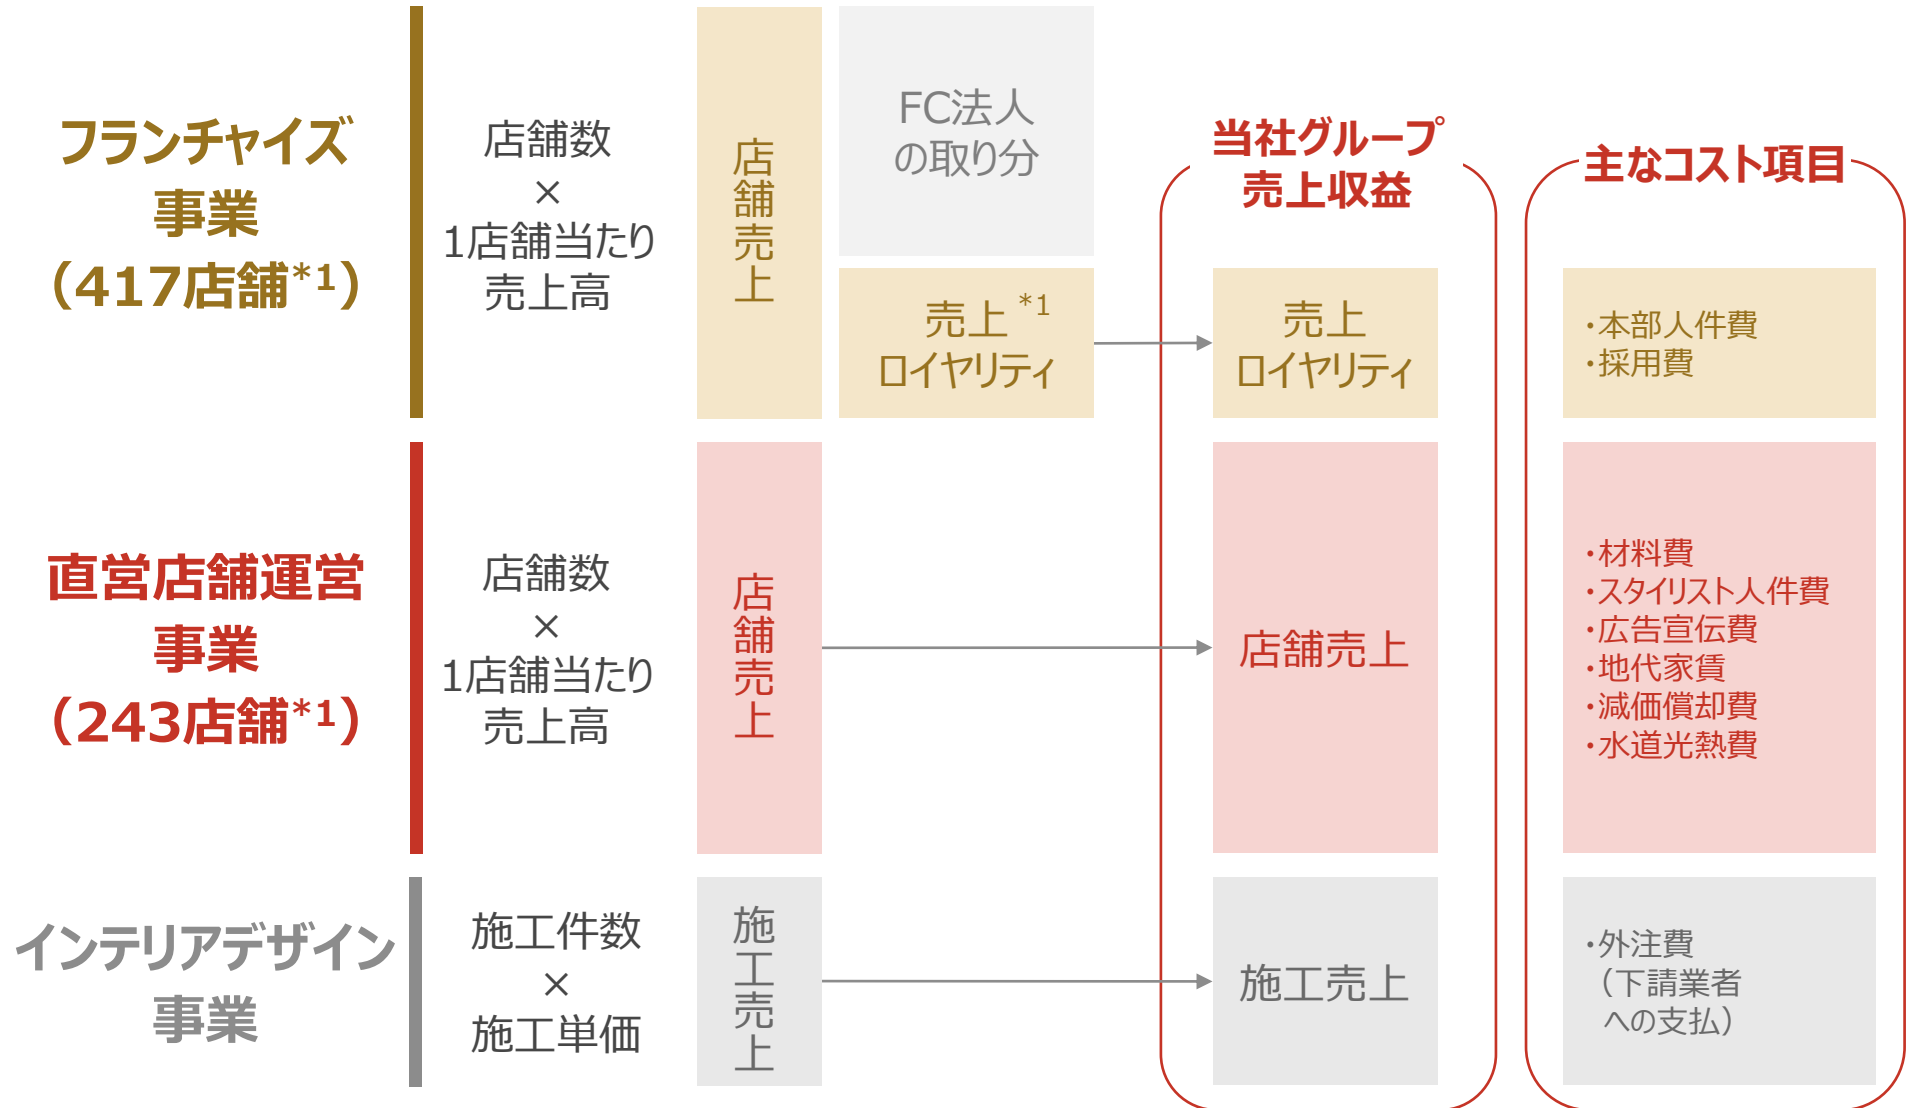 フランチャイズ
事業
（417店舗*1）
店舗数
×
1店舗当たり
売上高
店舗売上
FC法人
の取り分
売上*1
ロイヤリティ
当社グループ
売上収益
売上
ロイヤリティ
主なコスト項目
・本部人件費
・採用費
直営店舗運営
事業
（243店舗*1）
店舗数
×
1店舗当たり
売上高
店舗売上
店舗売上
・材料費
・スタイリスト人件費
・広告宣伝費
・地代家賃
・減価償却費
・水道光熱費
インテリアデザイン
事業
施工件数
×
施工単価
施工売上
施工売上
・外注費
（下請業者
への支払）